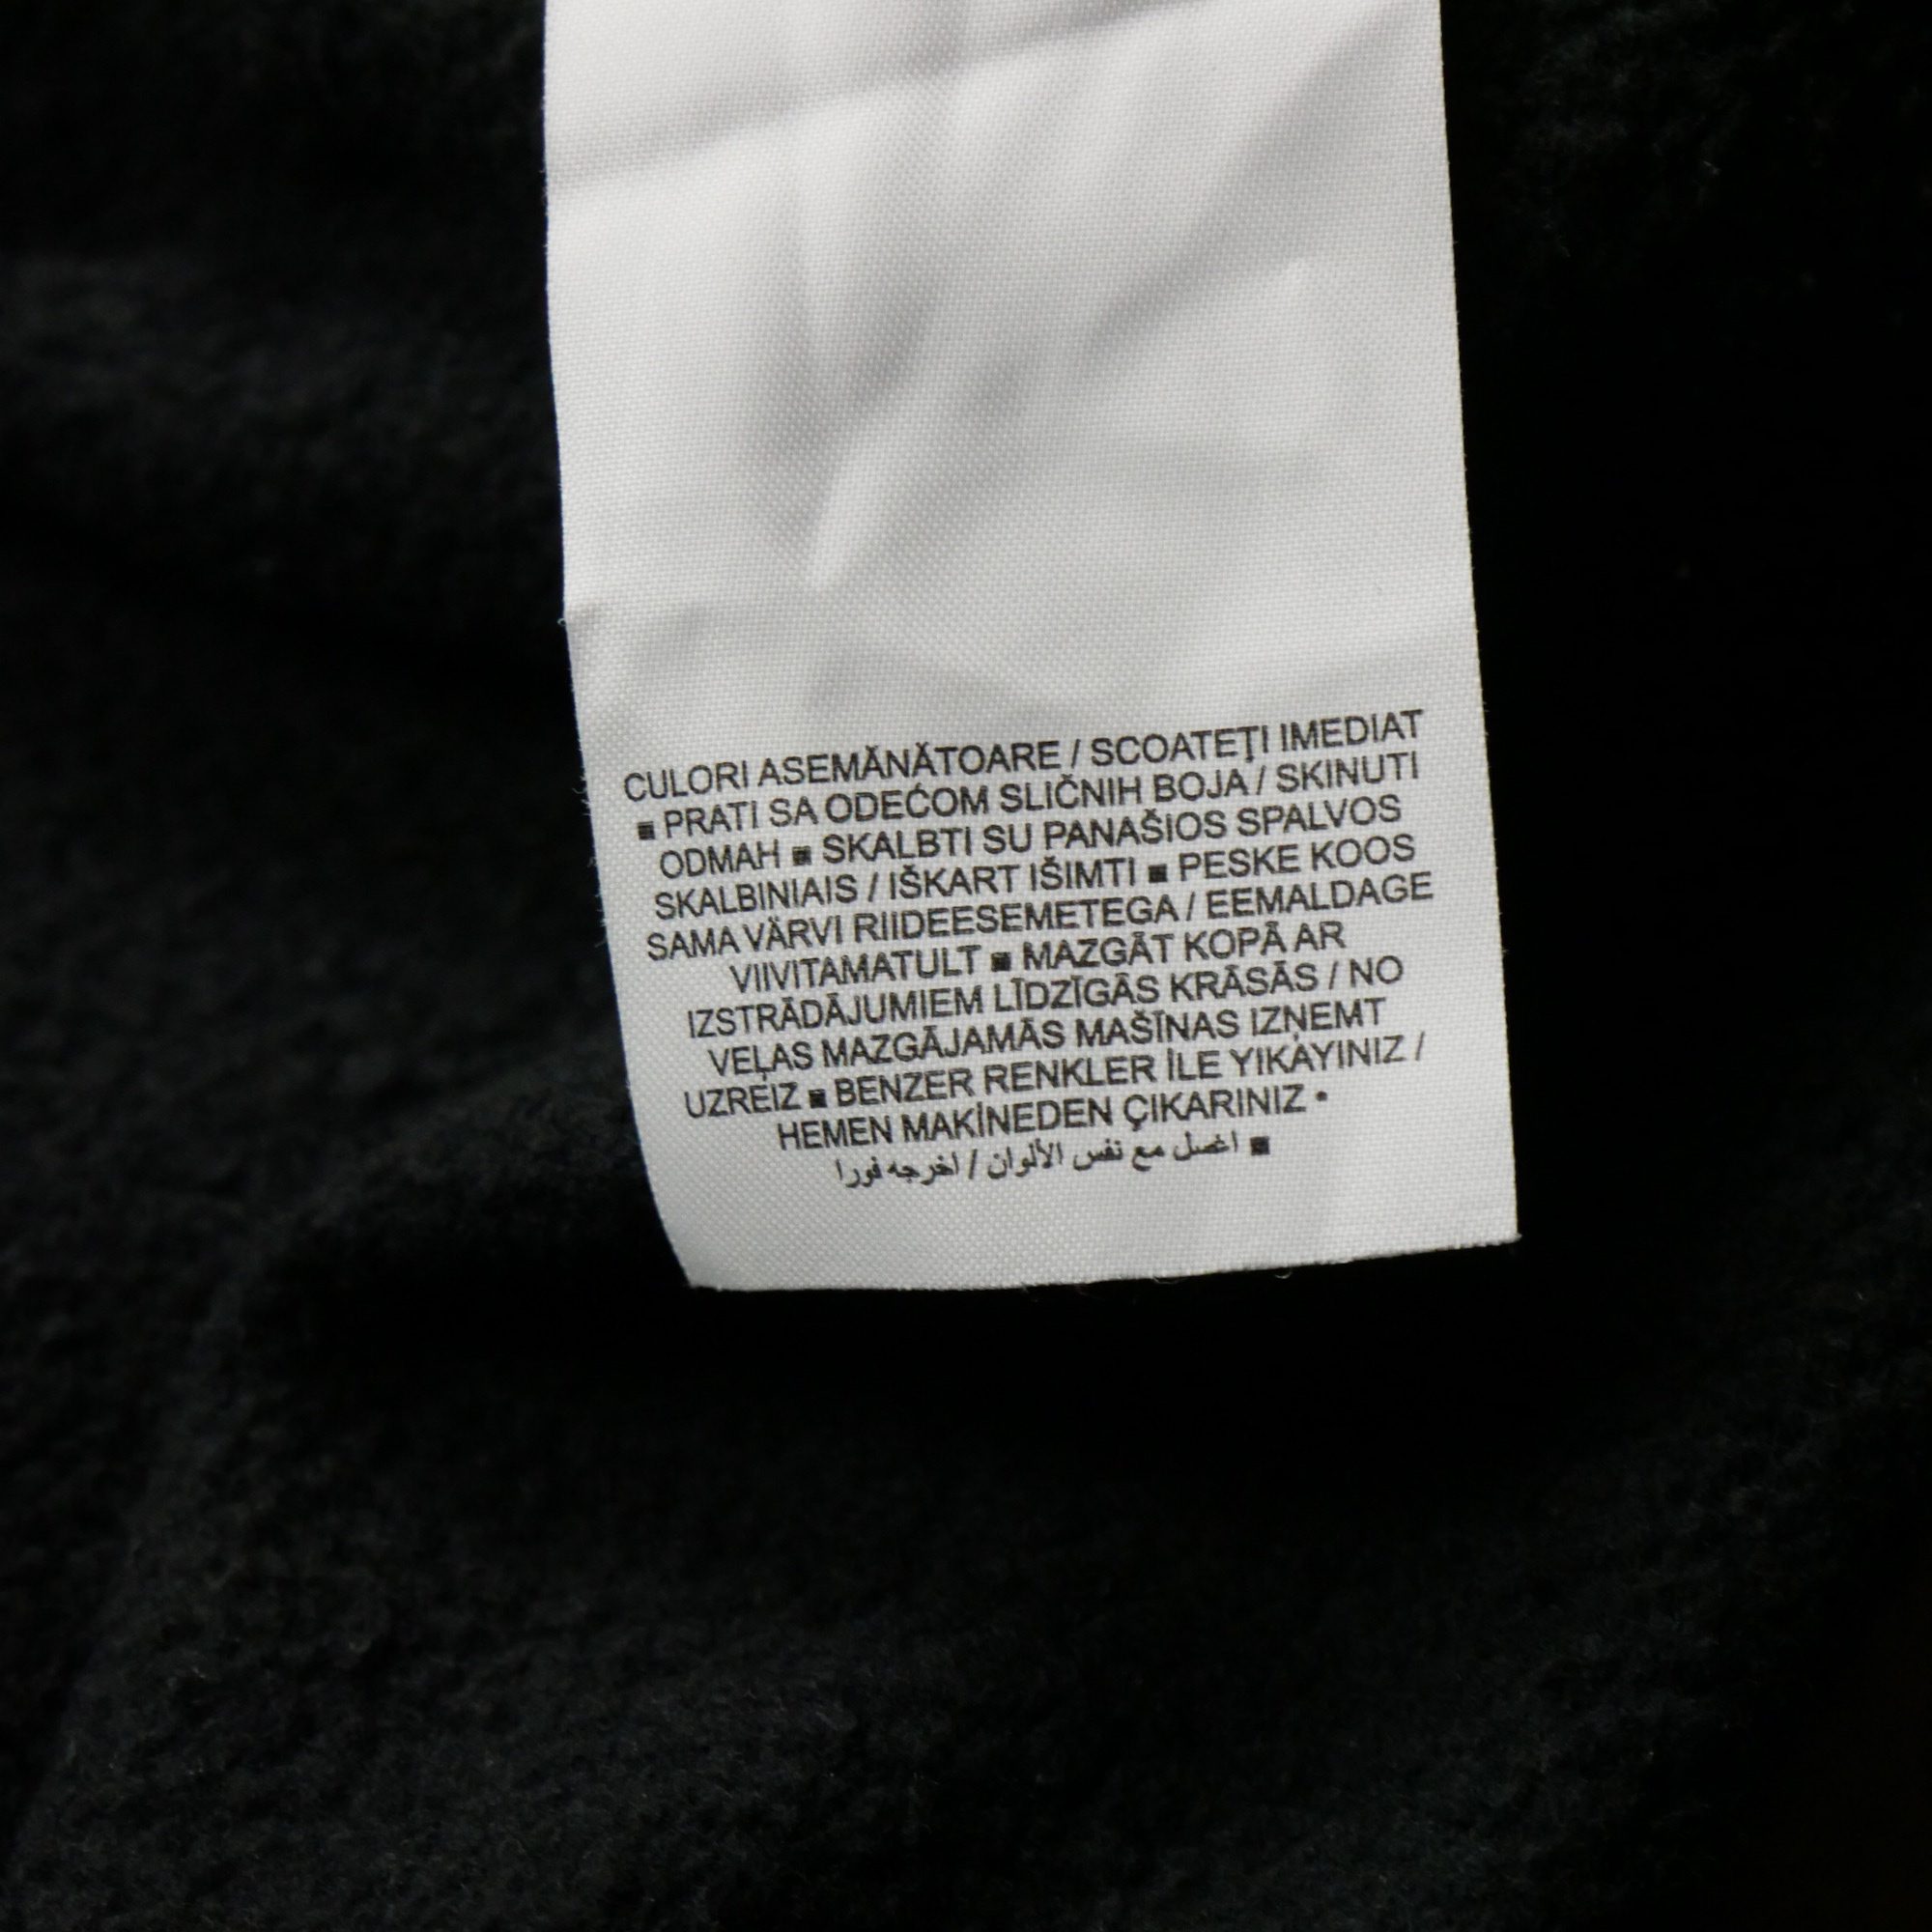 CULORI ASEMĂNĂTOARE / SCOATEŢI IMEDIAT
▪ PRATI SA ODEĆOM SLIČNIH BOJA / SKINUTI
ODMAH ▪ SKALBTI SU PANAŠIOS SPALVOS
SKALBINIAIS / IŠKART IŠIMTI ▪ PESKE KOOS
SAMA VÄRVI RIIDEESEMETEGA / EEMALDAGE
VIIVITAMATULT ▪ MAZGĀT KOPĀ AR
IZSTRĀDĀJUMIEM LĪDZĪGĀS KRĀSĀS / NO
VEĻAS MAZGĀJAMĀS MAŠĪNAS IZŅEMT
UZREIZ ▪ BENZER RENKLER İLE YIKAYINIZ /
HEMEN MAKİNEDEN ÇIKARINIZ •
▪ اغسل مع نفس الألوان / اخرجه فورا